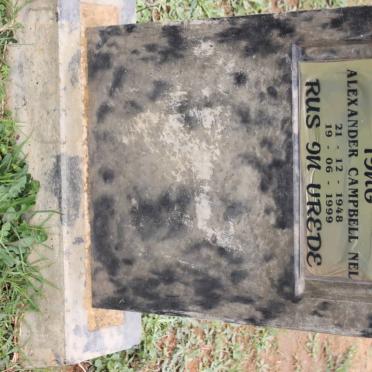 ALEXANDER CAMPBELL NEL
21 - 12 - 1948
19 - 06 - 1999
RUS IN VREDE